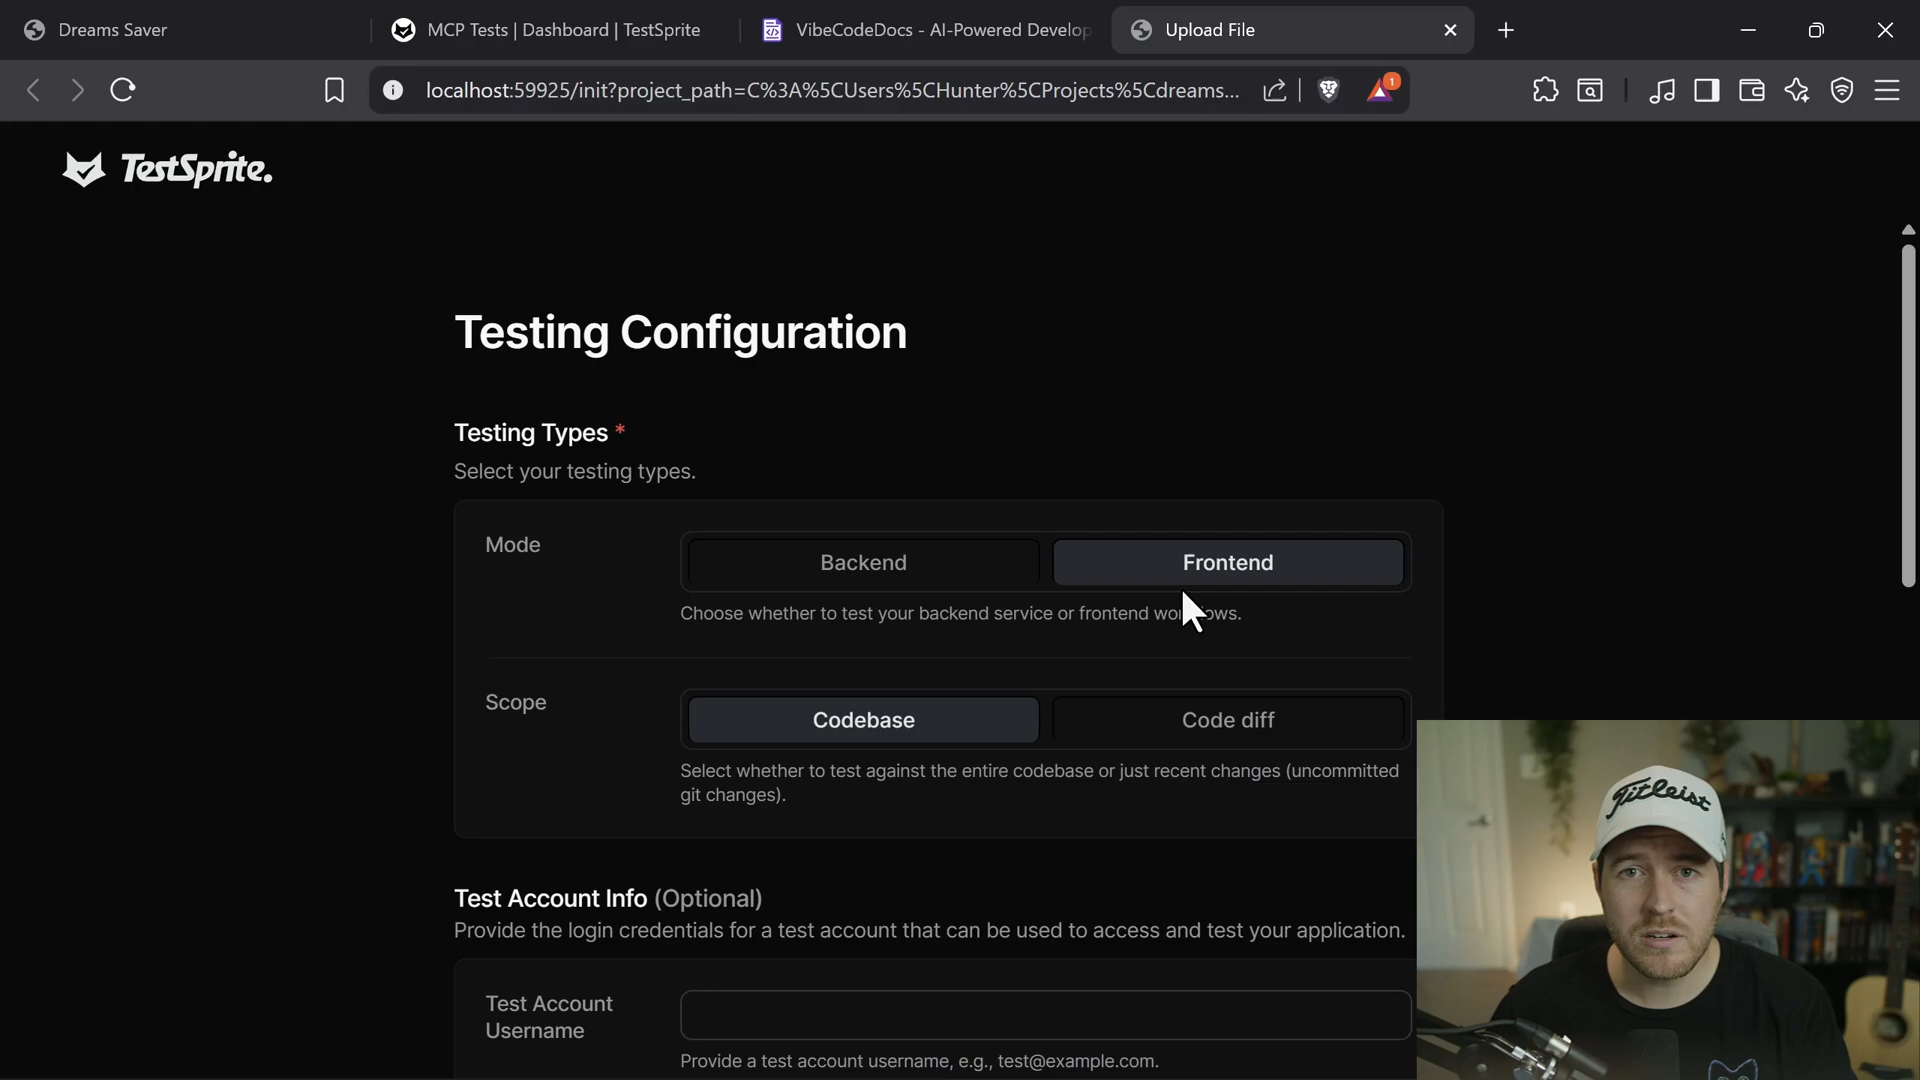 Dreams Saver
MCP Tests | Dashboard | TestSprite
VibeCodeDocs - AI-Powered Develop
Upload File
localhost:59925/init?project_path=C%3A%5CUsers%5CHunter%5CProjects%5Cdreams...
1
TestSprite.
Testing Configuration
Testing Types *
Select your testing types.
Mode
Backend
Frontend
Choose whether to test your backend service or frontend workflows.
Scope
Codebase
Code diff
Select whether to test against the entire codebase or just recent changes (uncommitted
git changes).
Test Account Info (Optional)
Provide the login credentials for a test account that can be used to access and test your application.
Test Account
Username
Provide a test account username, e.g., test@example.com.
Titleist